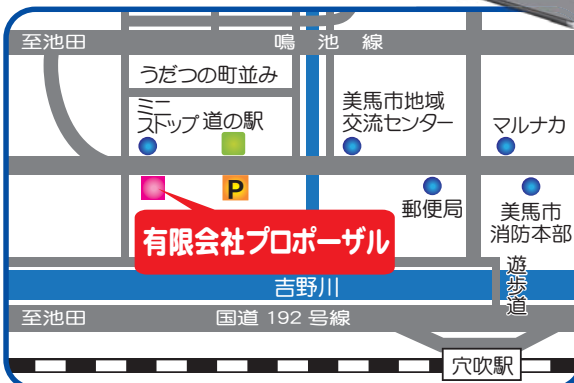 至池田
鳴池線
うだつの町並み
ミニ
ストップ
道の駅
美馬市地域
交流センター
マルナカ
P
郵便局
美馬市
消防本部
有限会社プロポーザル
遊歩道
吉野川
至池田
国道192号線
穴吹駅